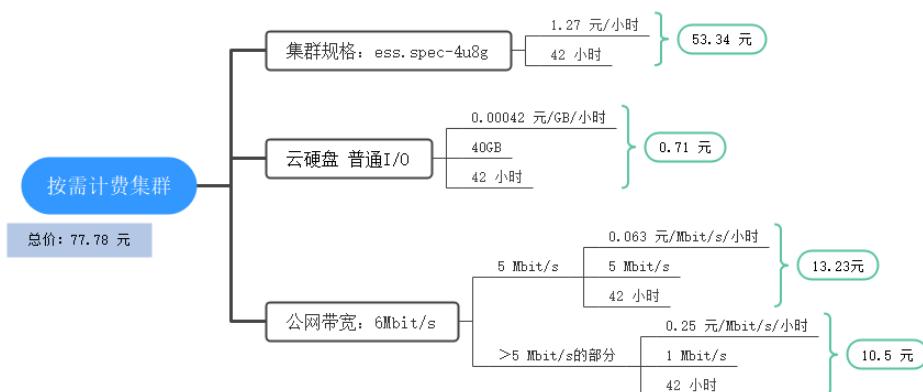 按需计费集群
总价：77.78 元
集群规格：ess.spec-4u8g
1.27 元/小时
42 小时
53.34 元
云硬盘 普通I/O
0.00042 元/GB/小时
40GB
42 小时
0.71 元
公网带宽：6Mbit/s
5 Mbit/s
0.063 元/Mbit/s/小时
5 Mbit/s
42 小时
13.23元
>5 Mbit/s的部分
0.25 元/Mbit/s/小时
1 Mbit/s
42 小时
10.5 元